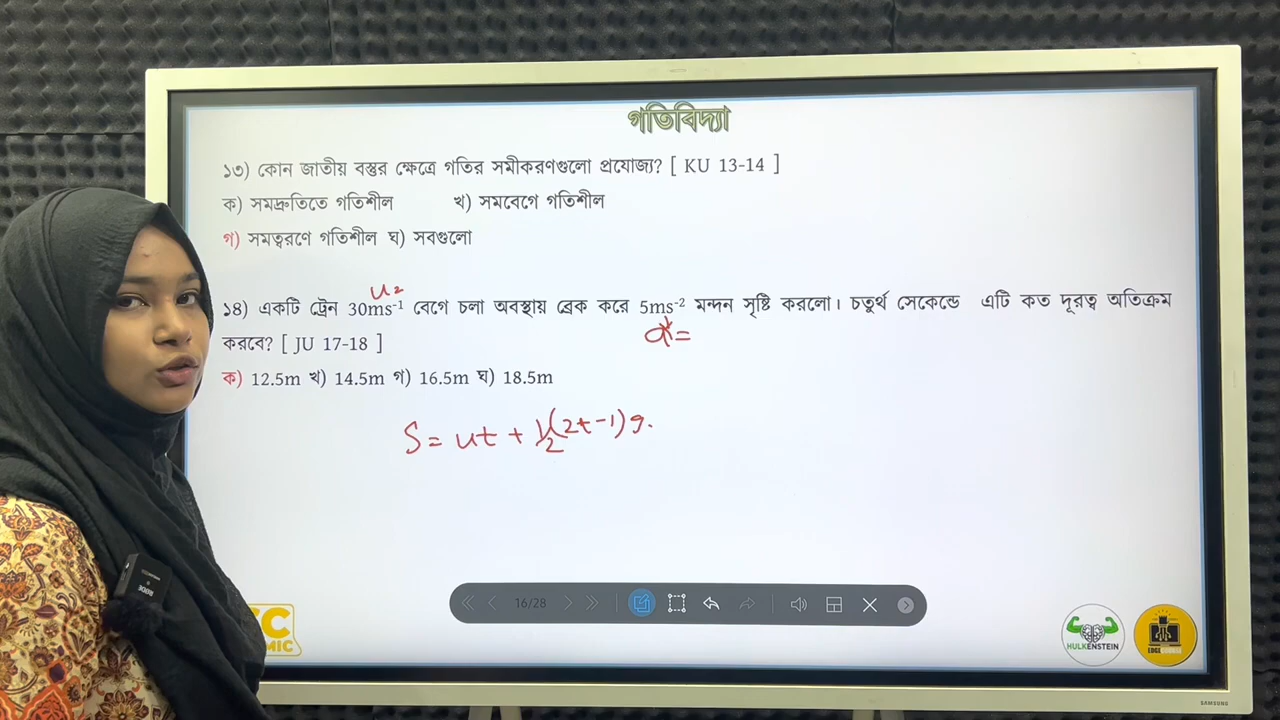 গতিবিদ্যা
১৩) কোন জাতীয় বস্তুর ক্ষেত্রে গতির সমীকরণগুলো প্রযোজ্য? [ KU 13-14 ]
ক) সমদ্রুতিতে গতিশীল খ) সমবেগে গতিশীল
গ) সমত্বরণে গতিশীল ঘ) সবগুলো
u =
১৪) একটি ট্রেন 30ms⁻¹ বেগে চলা অবস্থায় ব্রেক করে 5ms⁻² মন্দন সৃষ্টি করলো। চতুর্থ সেকেন্ডে এটি কত দূরত্ব অতিক্রম
a =
করবে? [ JU 17-18 ]
ক) 12.5m খ) 14.5m গ) 16.5m ঘ) 18.5m
S = ut + ½(2t-1)
16/28
HULKENSTEIN
SAMSUNG